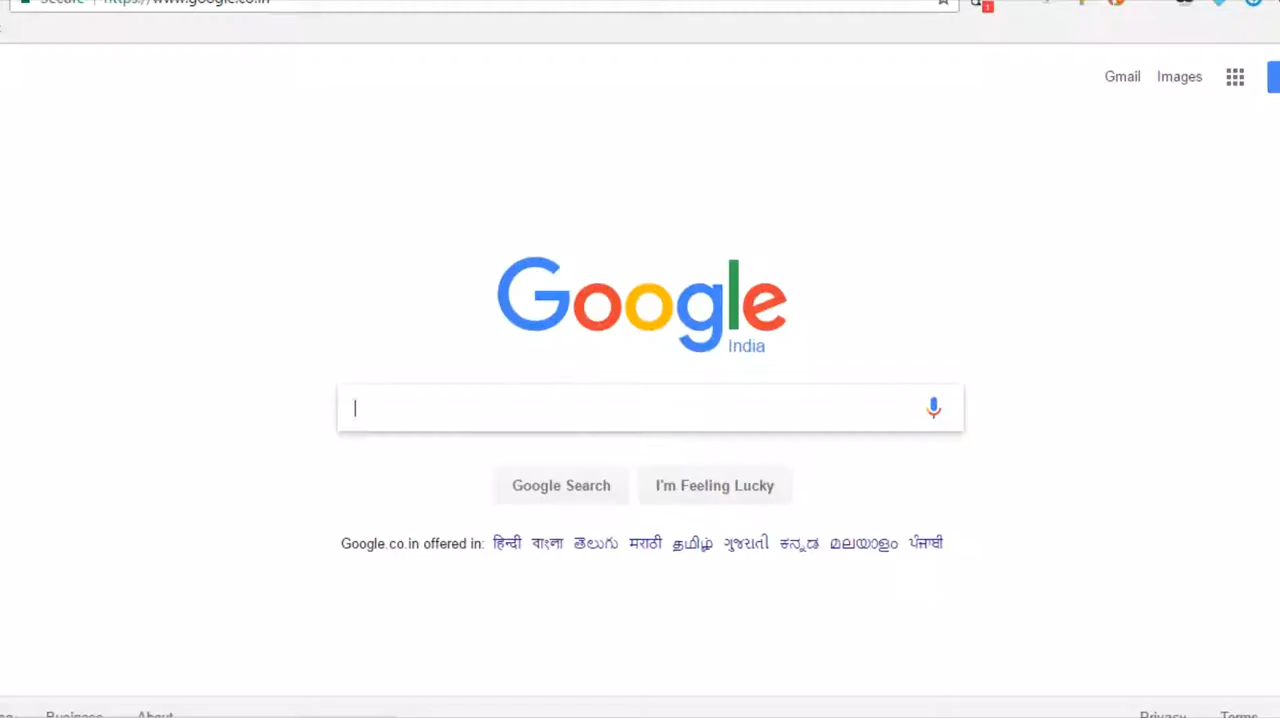 Secure https://www.google.co.in
1
Gmail Images
Google
India
Google Search I'm Feeling Lucky
Google.co.in offered in: हिन्दी বাংলা తెలుగు मराठी தமிழ் ગુજરાતી ಕನ್ನಡ മലയാളം ਪੰਜਾਬੀ
Business About Privacy Terms